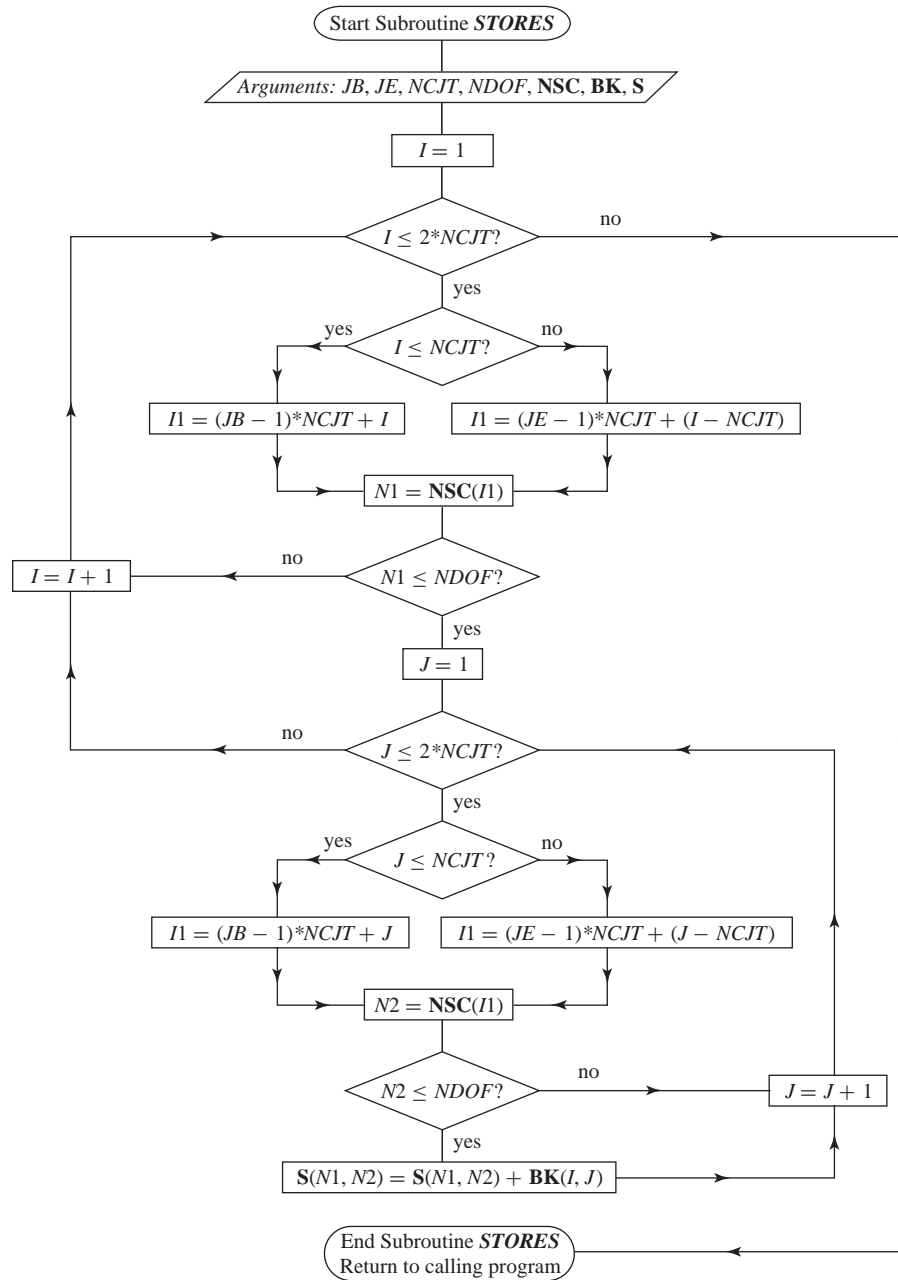 Start Subroutine STORES
Arguments: JB, JE, NCJT, NDOF, NSC, BK, S
I = 1
I ≤ 2*NCJT?
no
yes
I ≤ NCJT?
yes
no
I1 = (JB − 1)*NCJT + I
I1 = (JE − 1)*NCJT + (I − NCJT)
N1 = NSC(I1)
N1 ≤ NDOF?
no
I = I + 1
yes
J = 1
J ≤ 2*NCJT?
no
yes
J ≤ NCJT?
yes
no
I1 = (JB − 1)*NCJT + J
I1 = (JE − 1)*NCJT + (J − NCJT)
N2 = NSC(I1)
N2 ≤ NDOF?
no
J = J + 1
yes
S(N1, N2) = S(N1, N2) + BK(I, J)
End Subroutine STORES
Return to calling program